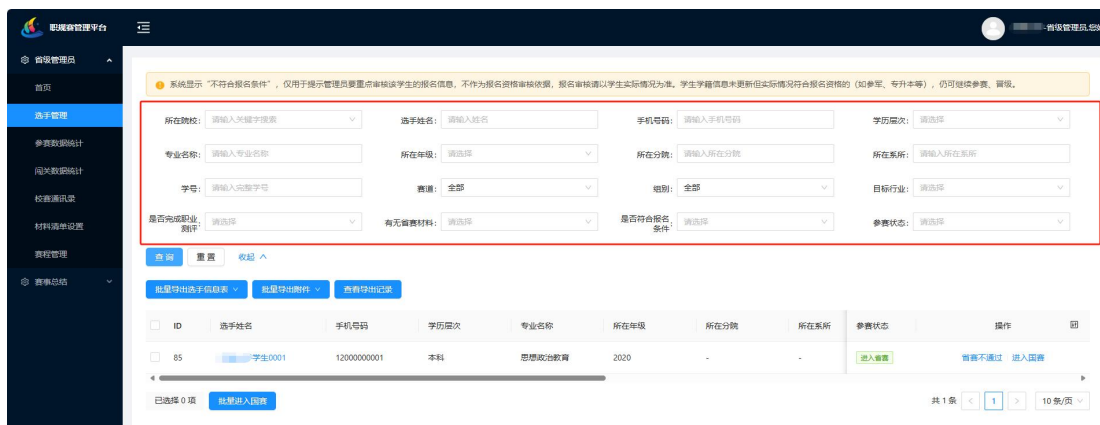 职规赛管理平台
-省级管理员,您好
省级管理员
首页
选手管理
参赛数据统计
闯关数据统计
校赛通讯录
材料清单设置
赛程管理
赛事总结
系统显示“不符合报名条件”,仅用于提示管理员要重点审核该学生的报名信息,不作为报名资格审核依据,报名审核请以学生实际情况为准。学生学籍信息未更新但实际情况符合报名资格的(如参军、专升本等),仍可继续参赛、晋级。
所在院校: 请输入关键字搜索 选手姓名: 请输入姓名 手机号码: 请输入手机号码 学历层次: 请选择
专业名称: 请输入专业名称 所在年级: 请选择 所在分院: 请输入所在分院 所在系所: 请输入所在系所
学号: 请输入完整学号 赛道: 全部 组别: 全部 目标行业: 请选择
是否完成职业测评: 请选择 有无省赛材料: 请选择 是否符合报名条件: 请选择 参赛状态: 请选择
查询 重置 收起
批量导出选手信息表 批量导出附件 查看导出记录
ID 选手姓名 手机号码 学历层次 专业名称 所在年级 所在分院 所在系所 参赛状态 操作
85 学生0001 12000000001 本科 思想政治教育 2020 - - 进入省赛 省赛不通过 进入国赛
已选择 0 项 批量进入国赛 共 1 条 < 1 > 10 条/页